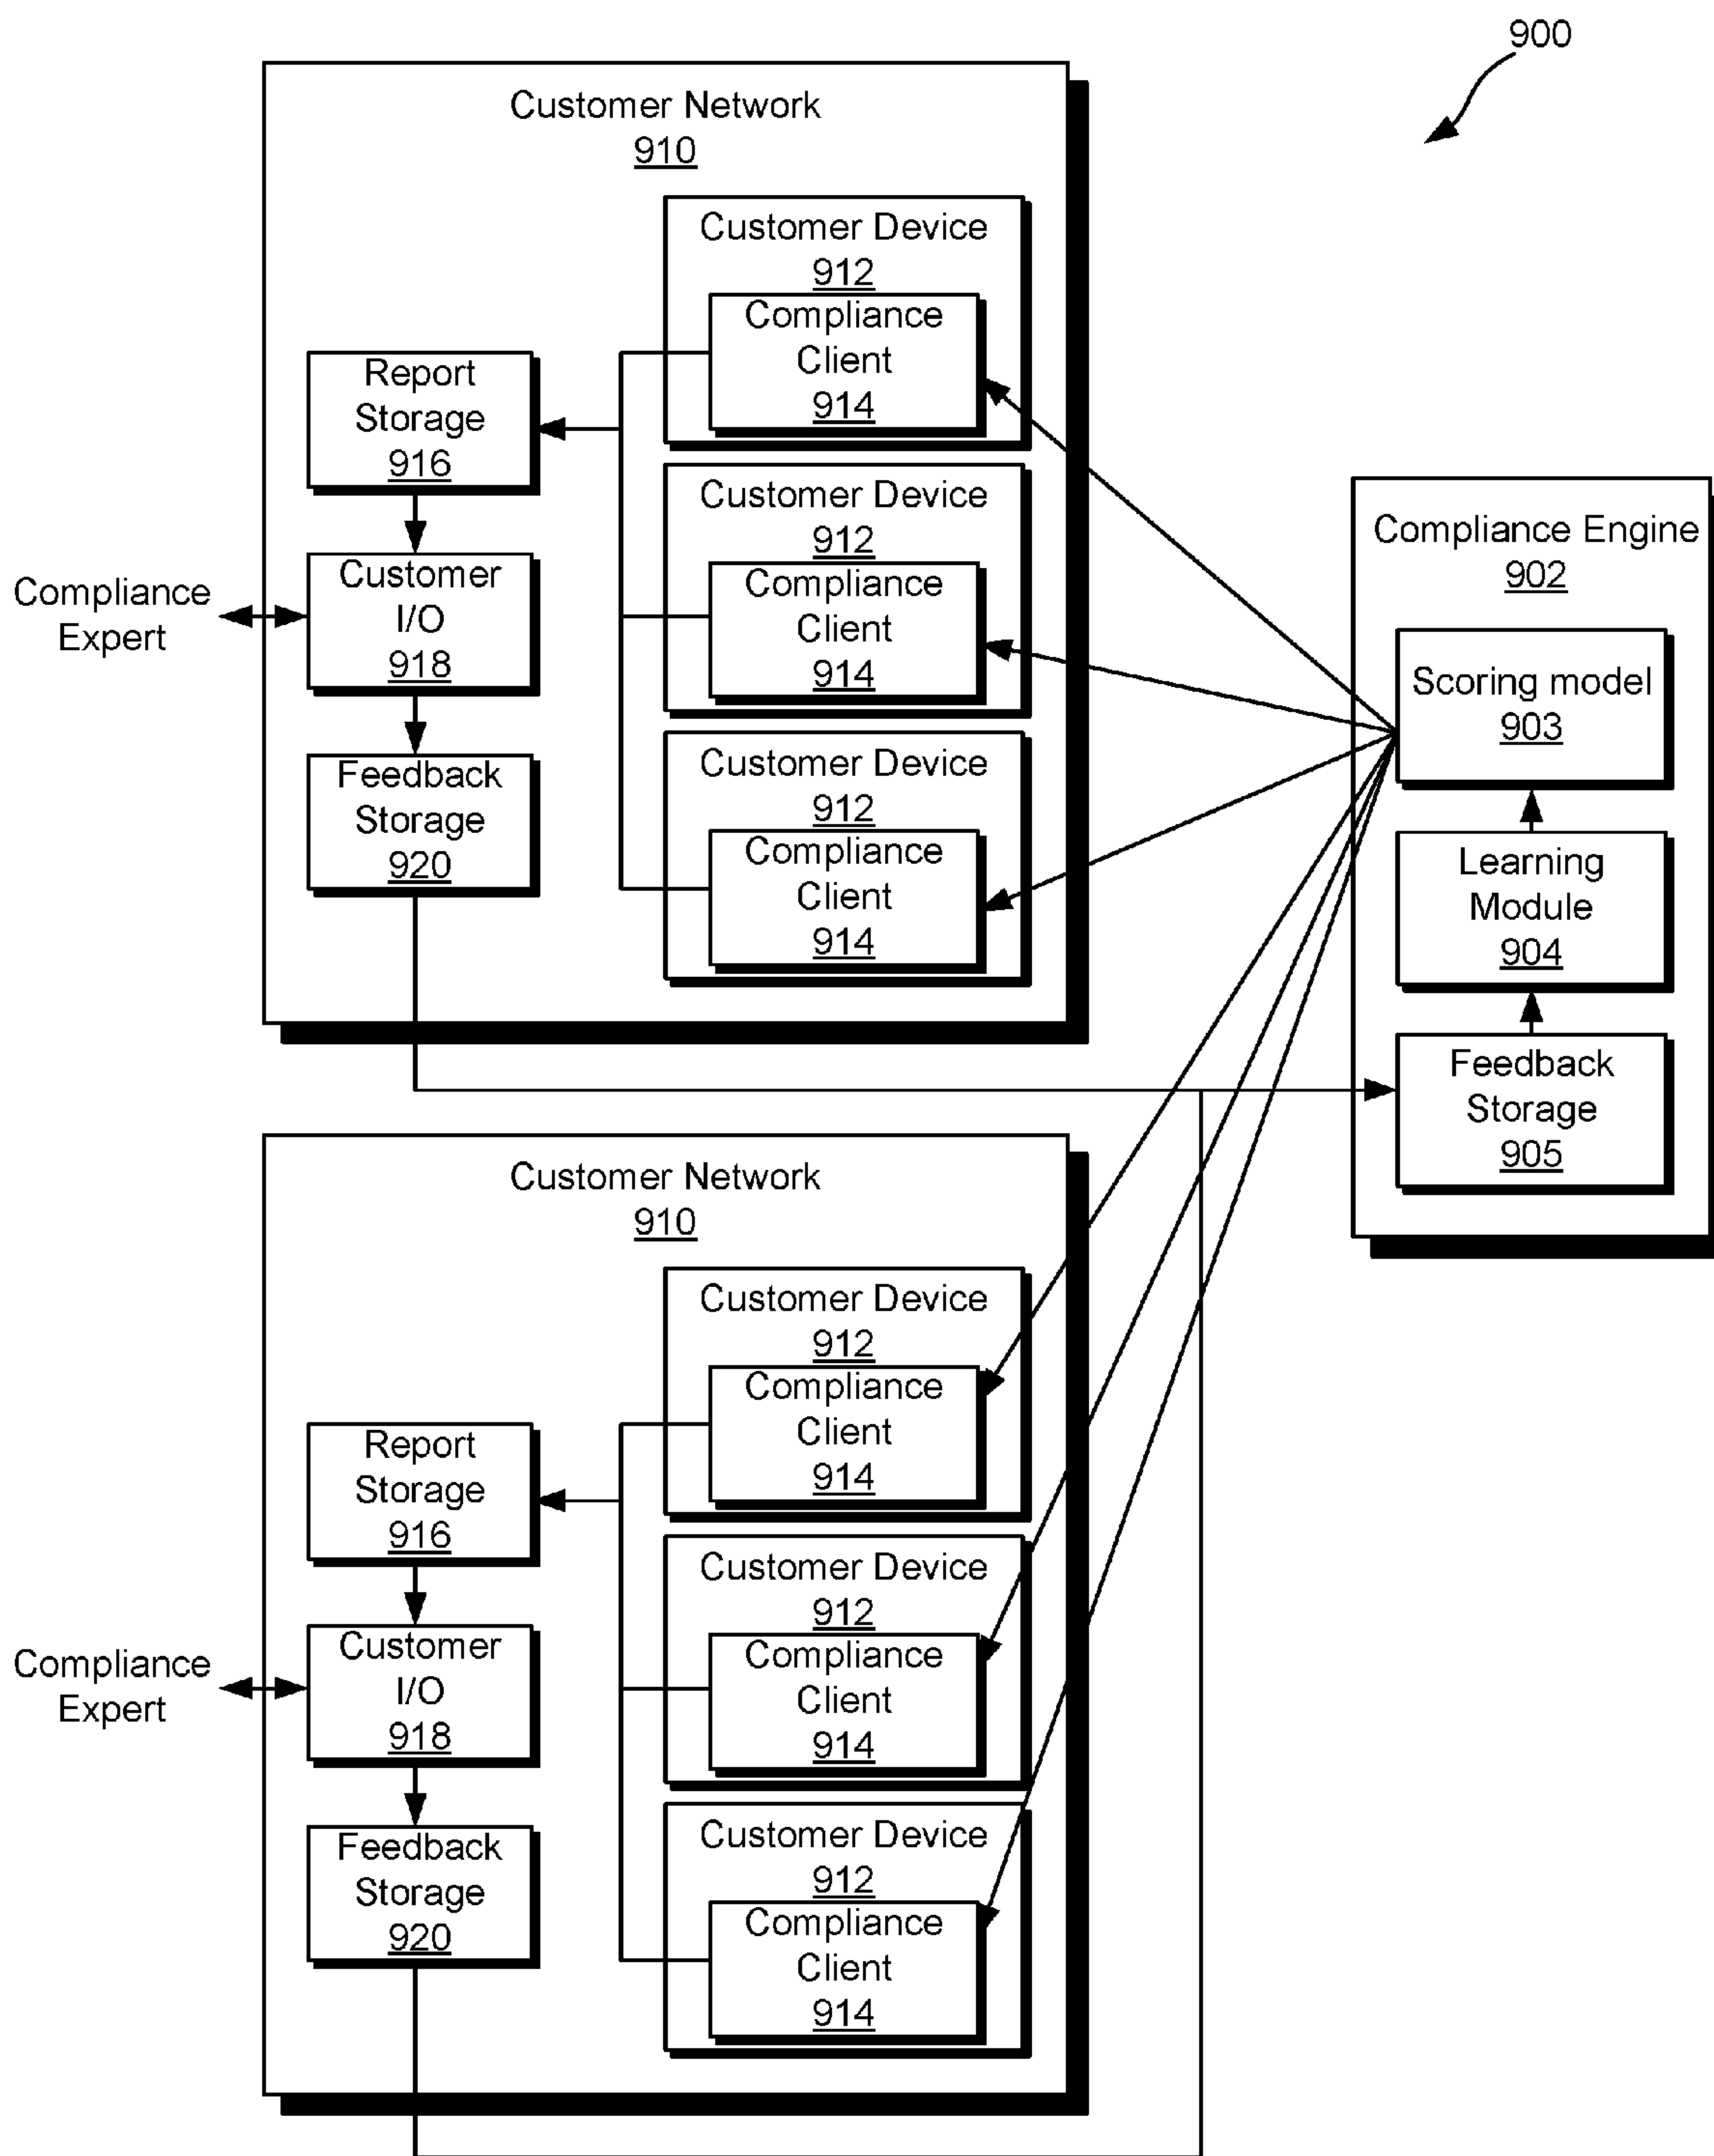 900
Customer Network
910
Customer Device
912
Compliance
Client
914
Report
Storage
916
Customer Device
912
Compliance
Client
914
Customer
I/O
918
Compliance
Expert
Feedback
Storage
920
Customer Device
912
Compliance
Client
914
Compliance Engine
902
Scoring model
903
Learning
Module
904
Feedback
Storage
905
Customer Network
910
Customer Device
912
Compliance
Client
914
Report
Storage
916
Customer Device
912
Compliance
Client
914
Customer
I/O
918
Compliance
Expert
Feedback
Storage
920
Customer Device
912
Compliance
Client
914